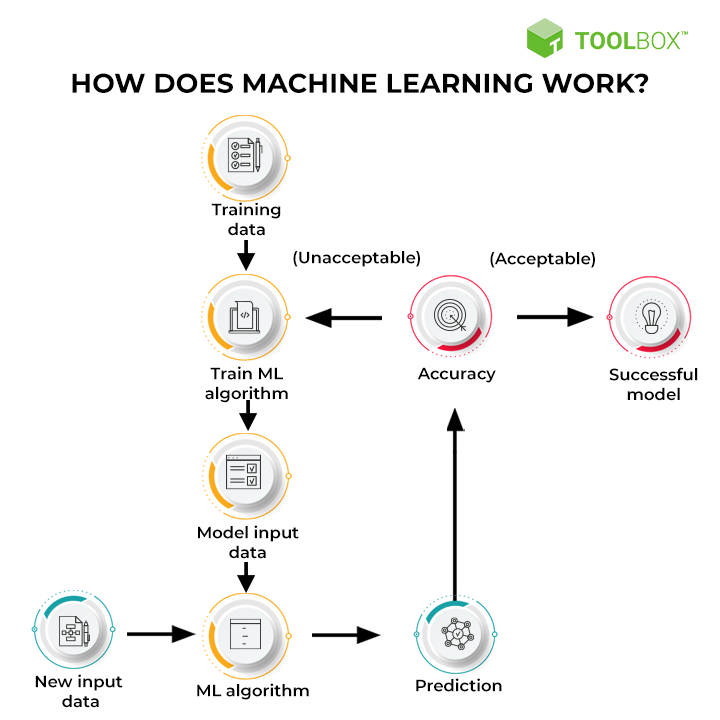 TOOLBOX™
HOW DOES MACHINE LEARNING WORK?
Training
data
(Unacceptable)
(Acceptable)
Train ML
algorithm
Accuracy
Successful
model
Model input
data
New input
data
ML algorithm
Prediction